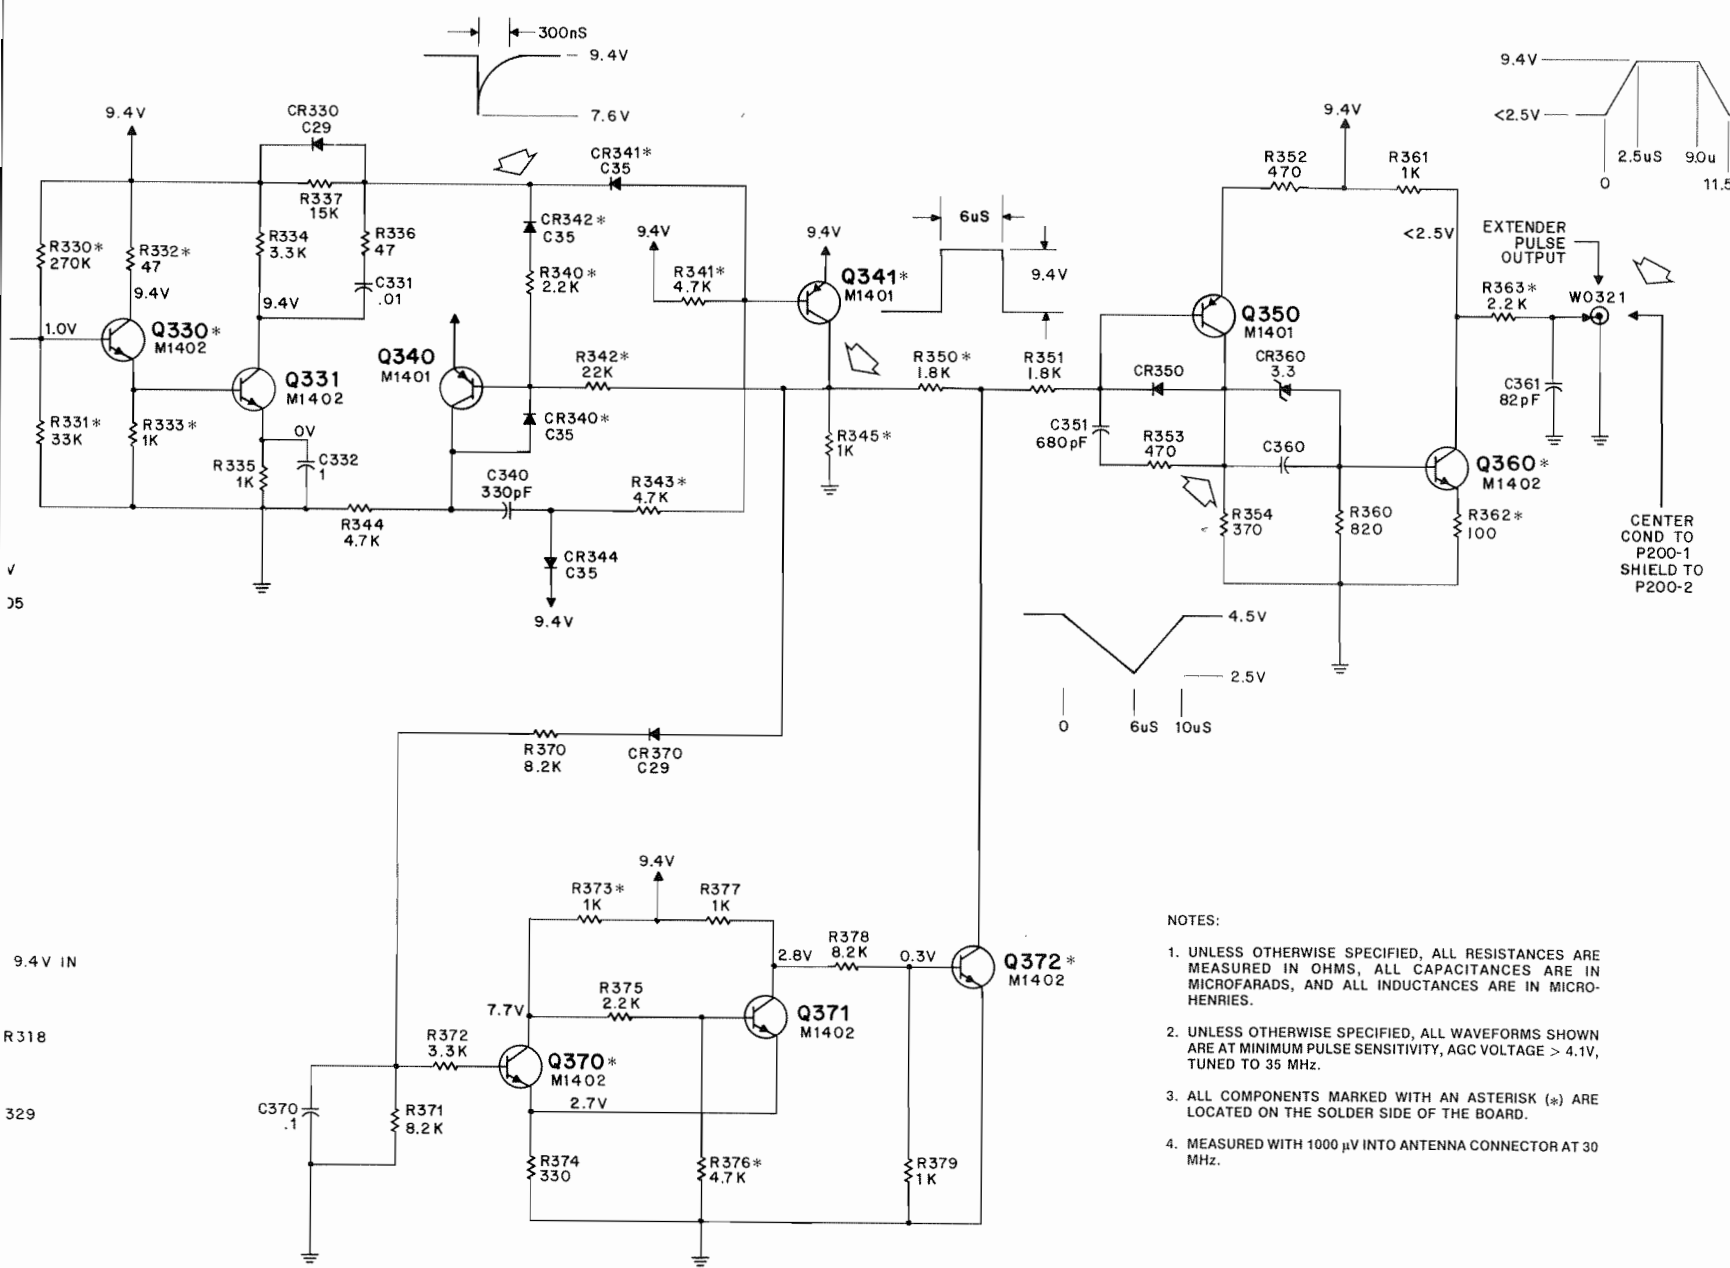 300nS
9.4V
7.6V
9.4V
<2.5V
2.5uS
9.0u
0
11.5
9.4V
CR330
C29
R337
15K
R330*
270K
R332*
47
9.4V
R334
3.3K
9.4V
R336
47
C331
.01
1.0V
Q330*
M1402
Q331
M1402
R331*
33K
R333*
1K
0V
R335
1K
C332
1
R344
4.7K
CR341*
C35
CR342*
C35
R340*
2.2K
9.4V
R341*
4.7K
9.4V
Q341*
M1401
Q340
M1401
R342*
22K
CR340*
C35
C340
330pF
R343*
4.7K
CR344
C35
9.4V
R345*
1K
6uS
9.4V
R350*
1.8K
R351
1.8K
9.4V
R352
470
R361
1K
<2.5V
EXTENDER
PULSE
OUTPUT
Q350
M1401
CR350
CR360
3.3
C351
680pF
R353
470
C360
R354
370
R360
820
R363*
2.2K
W0321
C361
82pF
Q360*
M1402
R362*
100
CENTER
COND TO
P200-1
SHIELD TO
P200-2
4.5V
2.5V
0
6uS
10uS
V
05
R370
8.2K
CR370
C29
9.4V
R373*
1K
R377
1K
2.8V
R378
8.2K
0.3V
Q372*
M1402
7.7V
R375
2.2K
Q371
M1402
R372
3.3K
Q370*
M1402
2.7V
C370
.1
R371
8.2K
R374
330
R376*
4.7K
R379
1K
9.4V IN
R318
329
NOTES:
1. UNLESS OTHERWISE SPECIFIED, ALL RESISTANCES ARE
MEASURED IN OHMS, ALL CAPACITANCES ARE IN
MICROFARADS, AND ALL INDUCTANCES ARE IN MICRO-
HENRIES.
2. UNLESS OTHERWISE SPECIFIED, ALL WAVEFORMS SHOWN
ARE AT MINIMUM PULSE SENSITIVITY, AGC VOLTAGE > 4.1V,
TUNED TO 35 MHz.
3. ALL COMPONENTS MARKED WITH AN ASTERISK (*) ARE
LOCATED ON THE SOLDER SIDE OF THE BOARD.
4. MEASURED WITH 1000 µV INTO ANTENNA CONNECTOR AT 30
MHz.